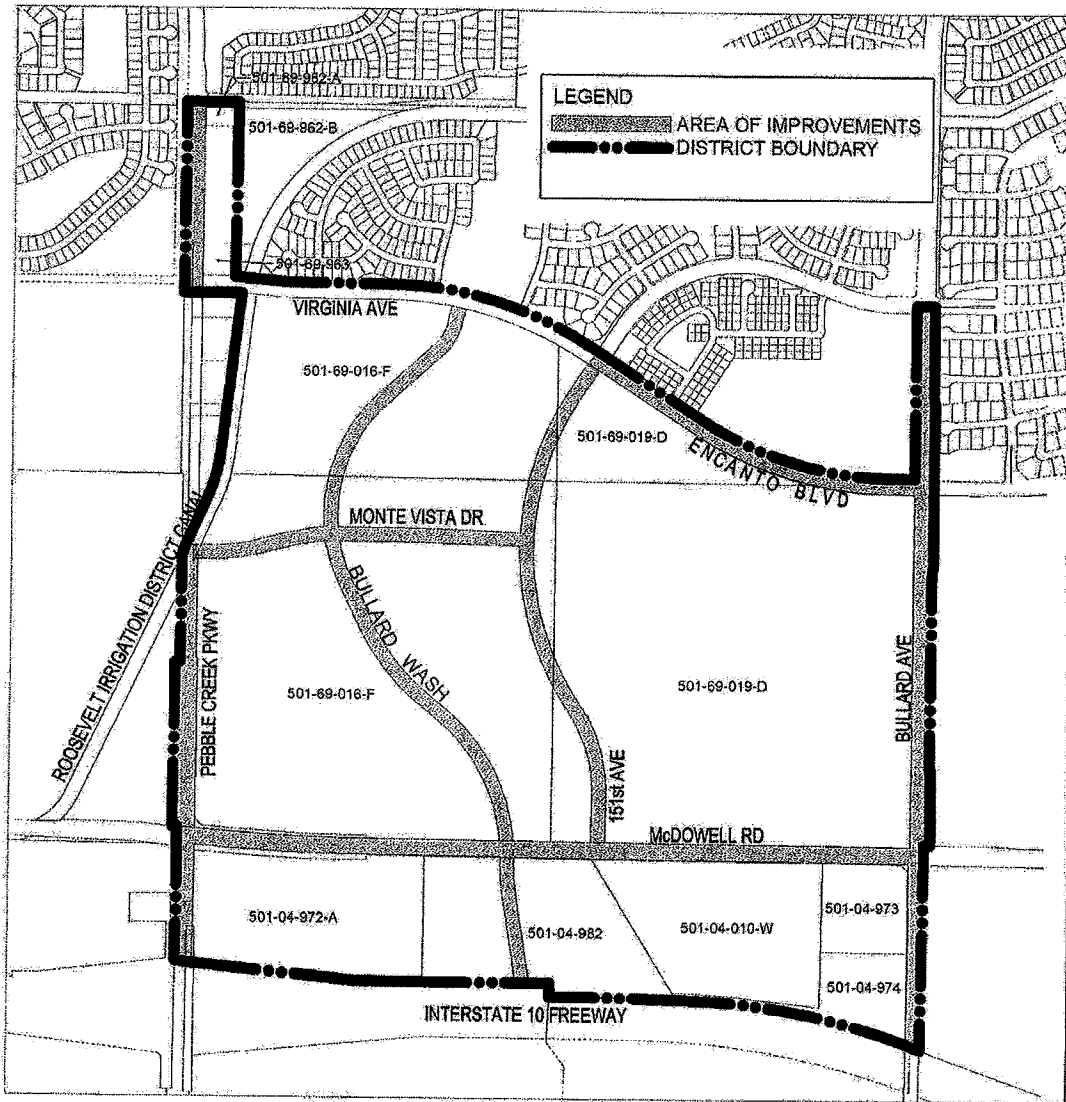 501-69-962-A
LEGEND
AREA OF IMPROVEMENTS
DISTRICT BOUNDARY
501-69-962-B
501-69-963
VIRGINIA AVE
501-69-016-F
501-69-019-D
ENCANTO BLVD
MONTE VISTA DR
ROOSEVELT IRRIGATION DISTRICT CANAL
BULLARD WASH
PEBBLE CREEK PKWY
501-69-016-F
501-69-019-D
BULLARD AVE
151st AVE
McDOWELL RD
501-04-972-A
501-04-982
501-04-010-W
501-04-973
501-04-974
INTERSTATE 10 FREEWAY